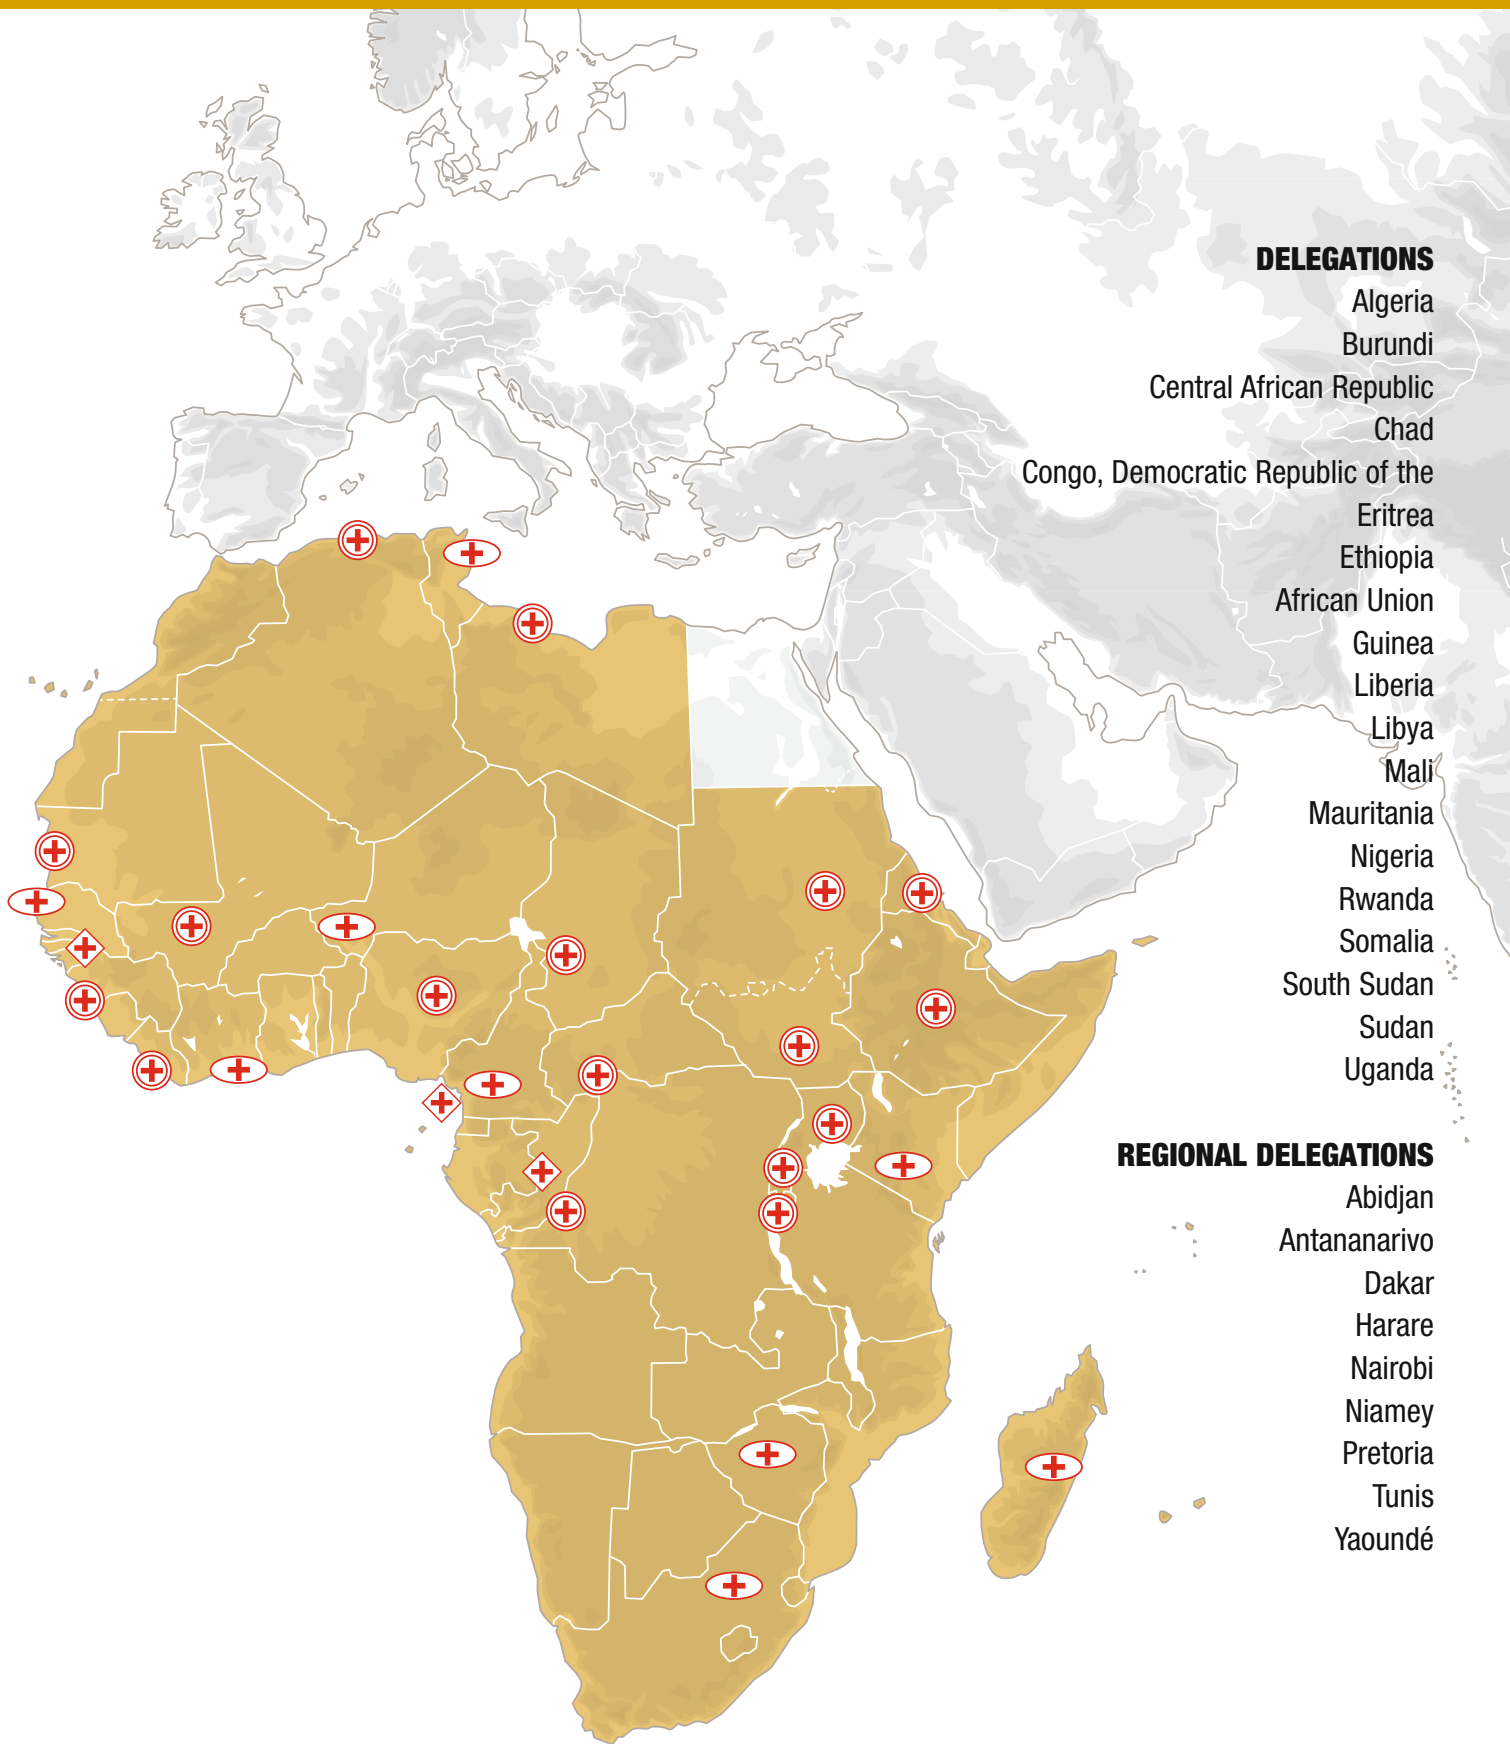 DELEGATIONS
Algeria
Burundi
Central African Republic
Chad
Congo, Democratic Republic of the
Eritrea
Ethiopia
African Union
Guinea
Liberia
Libya
Mali
Mauritania
Nigeria
Rwanda
Somalia
South Sudan
Sudan
Uganda
REGIONAL DELEGATIONS
Abidjan
Antananarivo
Dakar
Harare
Nairobi
Niamey
Pretoria
Tunis
Yaoundé